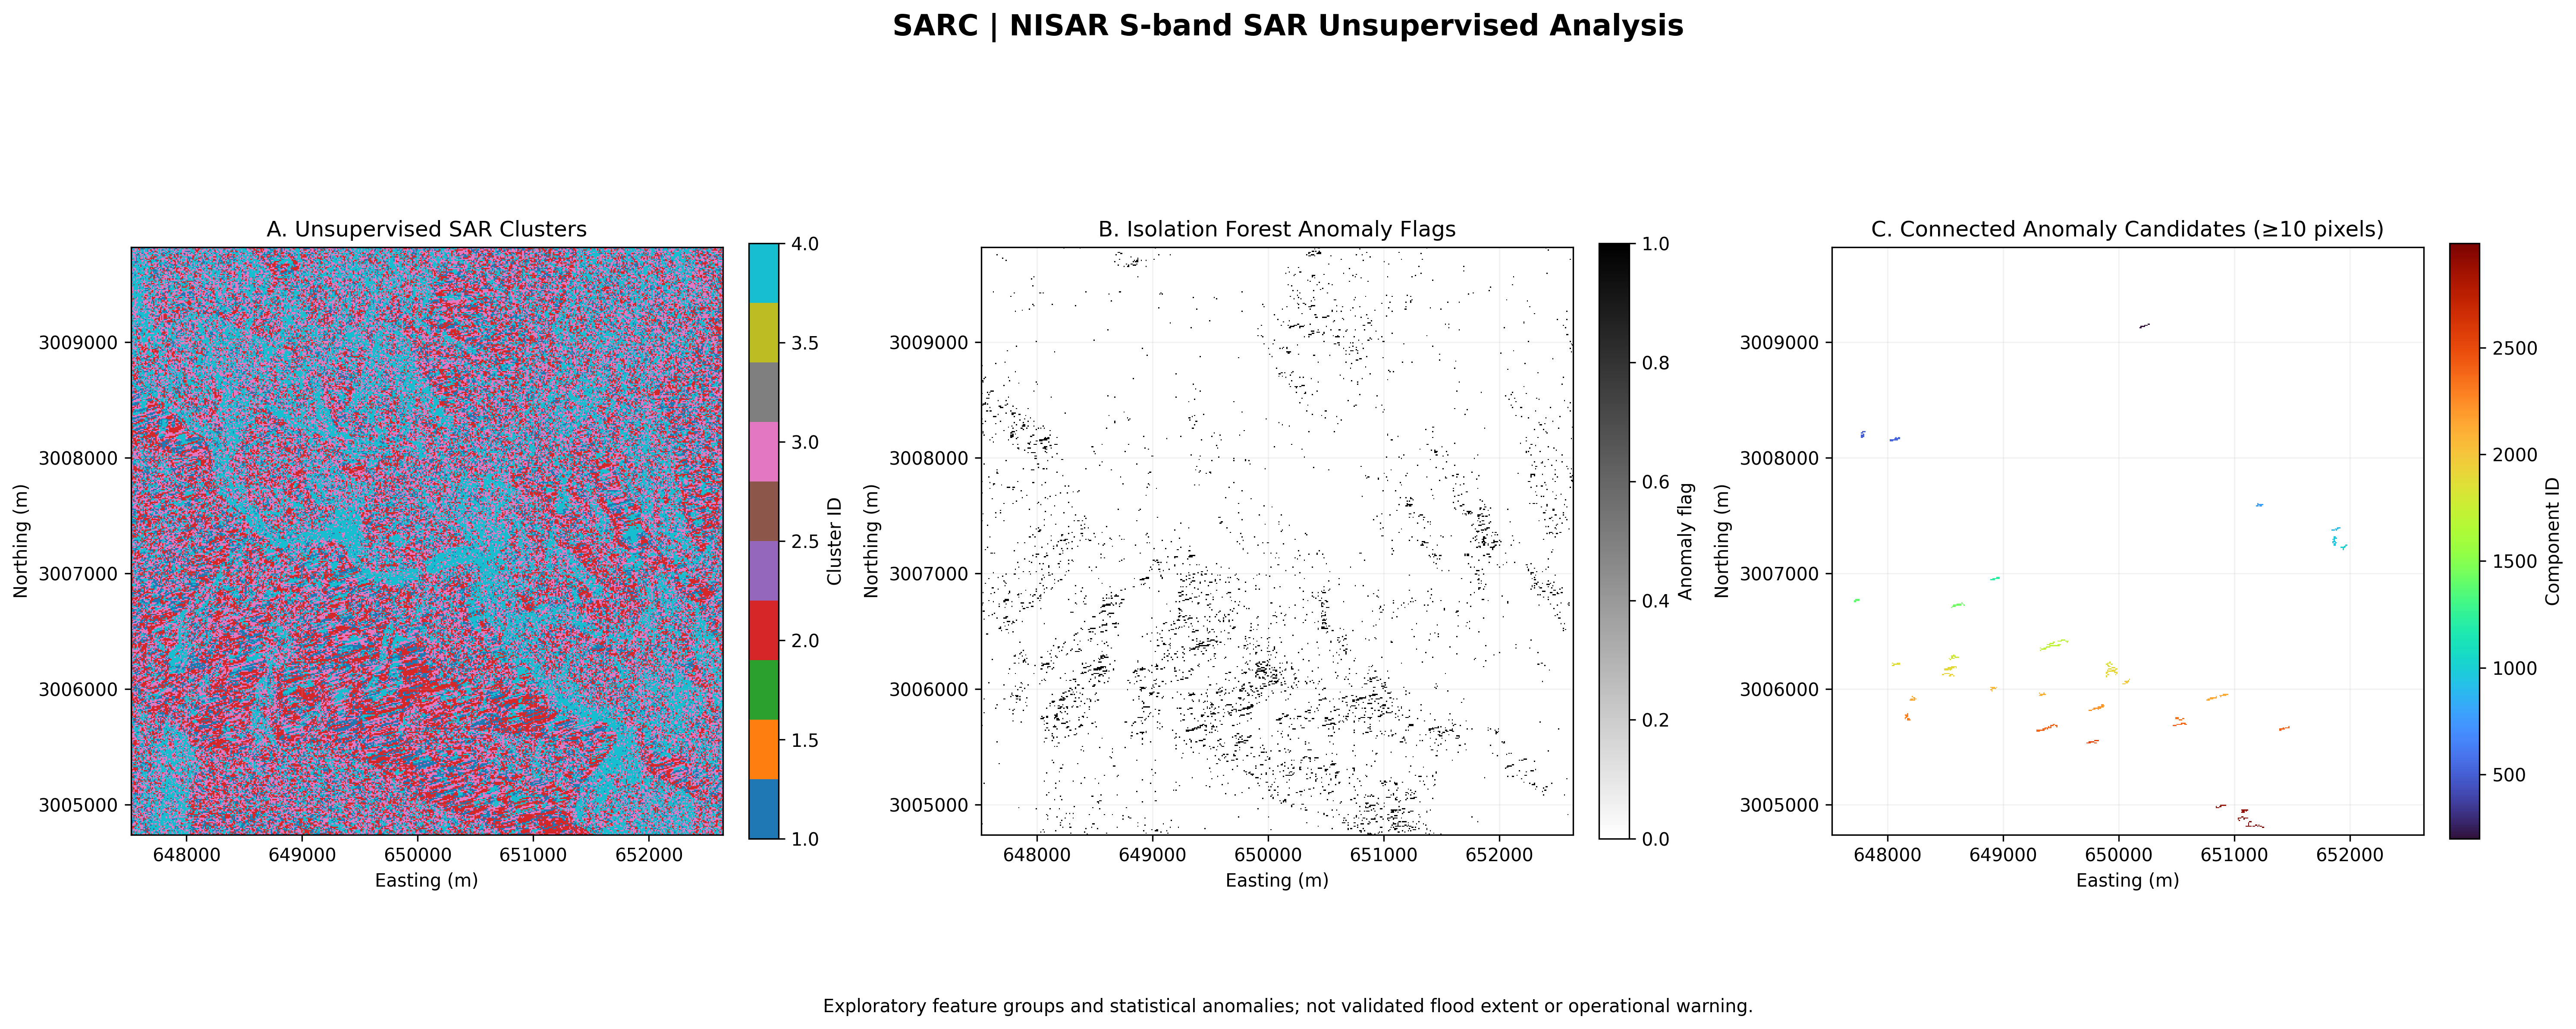 SARC | NISAR S-band SAR Unsupervised Analysis
A. Unsupervised SAR Clusters
3009000
3008000
3007000
3006000
3005000
Northing (m)
648000 649000 650000 651000 652000
Easting (m)
4.0
3.5
3.0
2.5
2.0
1.5
1.0
Cluster ID
B. Isolation Forest Anomaly Flags
3009000
3008000
3007000
3006000
3005000
Northing (m)
648000 649000 650000 651000 652000
Easting (m)
1.0
0.8
0.6
0.4
0.2
0.0
Anomaly flag
C. Connected Anomaly Candidates (≥10 pixels)
3009000
3008000
3007000
3006000
3005000
Northing (m)
648000 649000 650000 651000 652000
Easting (m)
2500
2000
1500
1000
500
Component ID
Exploratory feature groups and statistical anomalies; not validated flood extent or operational warning.